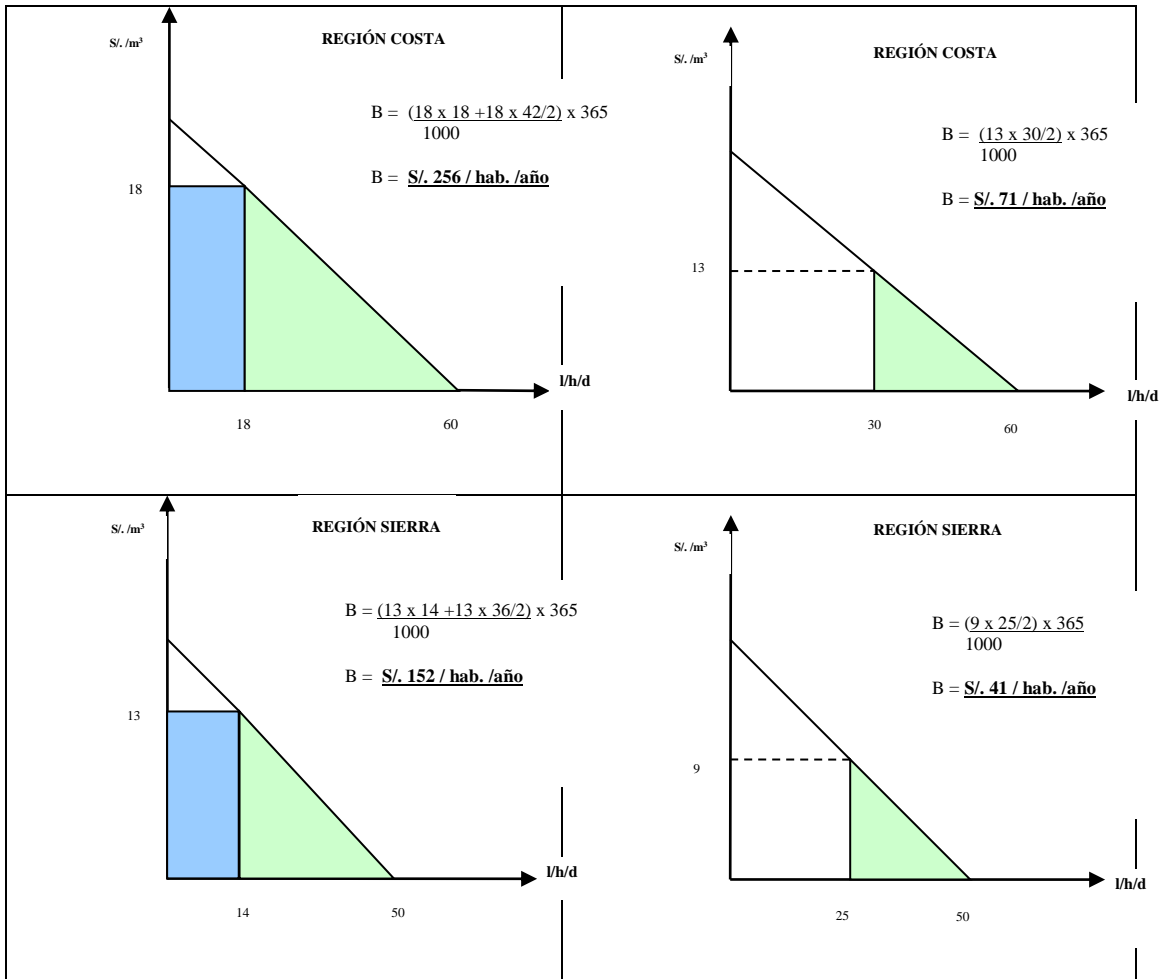 REGIÓN COSTA
S/. /m³
B = (18 x 18 +18 x 42/2) x 365
1000
B = S/. 256 / hab. /año
18
l/h/d
18
60
REGIÓN COSTA
S/. /m³
B = (13 x 30/2) x 365
1000
B = S/. 71 / hab. /año
13
l/h/d
30
60
REGIÓN SIERRA
S/. /m³
B = (13 x 14 +13 x 36/2) x 365
1000
B = S/. 152 / hab. /año
13
l/h/d
14
50
REGIÓN SIERRA
S/. /m³
B = (9 x 25/2) x 365
1000
B = S/. 41 / hab. /año
9
l/h/d
25
50